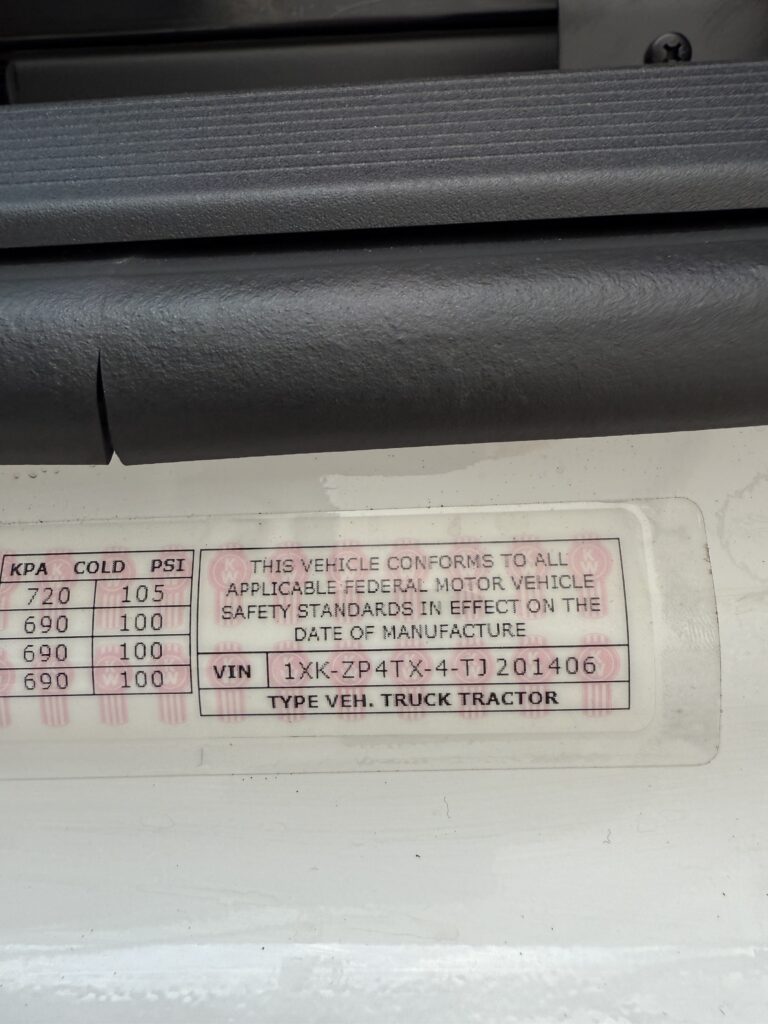 KPA COLD PSI
720 105
690 100
690 100
690 100
THIS VEHICLE CONFORMS TO ALL
APPLICABLE FEDERAL MOTOR VEHICLE
SAFETY STANDARDS IN EFFECT ON THE
DATE OF MANUFACTURE
VIN 1XK-ZP4TX-4-TJ201406
TYPE VEH. TRUCK TRACTOR